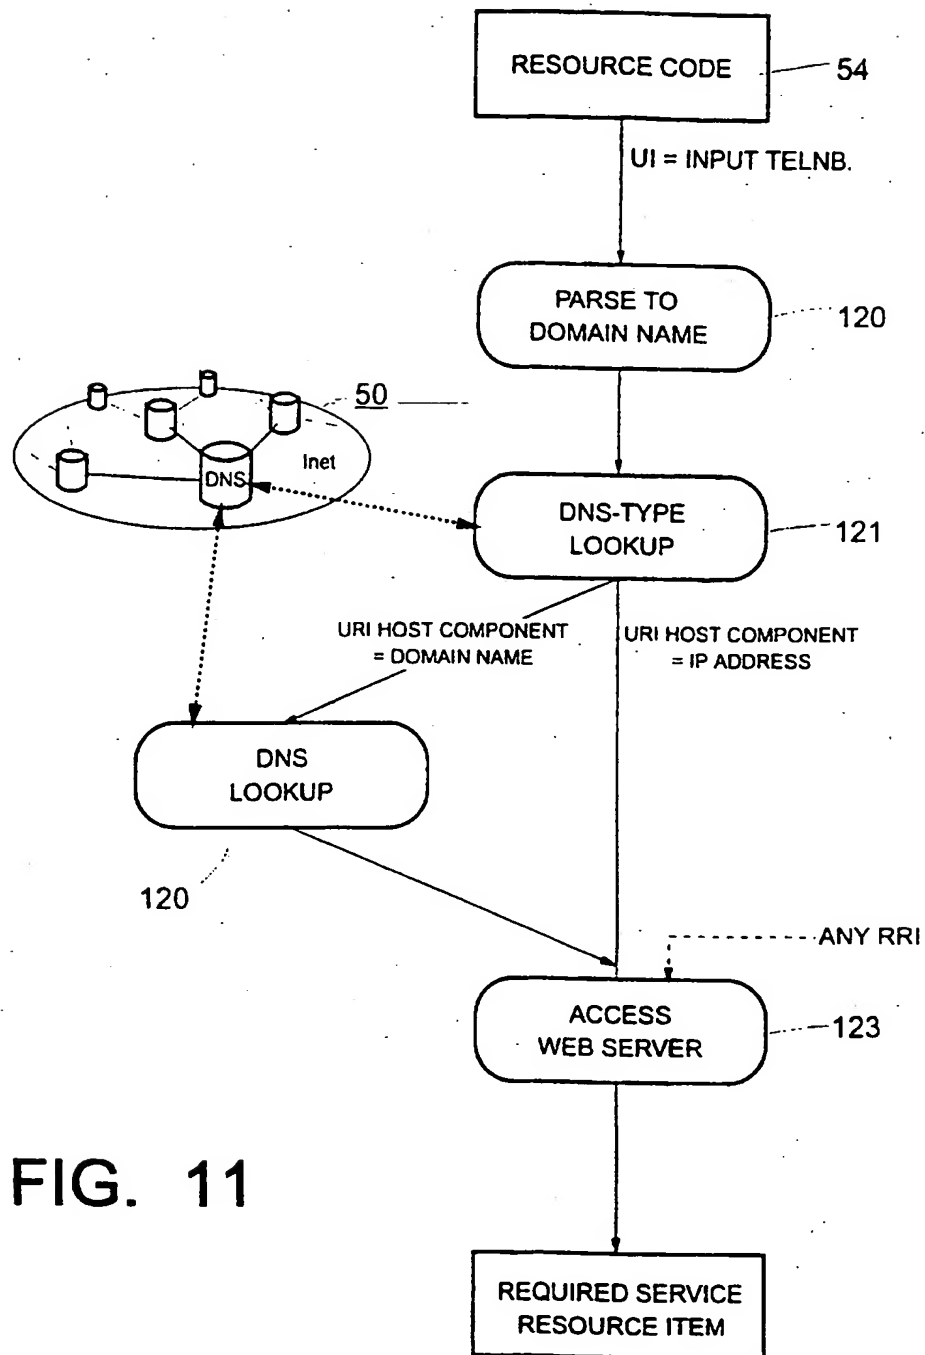 RESOURCE CODE
54
UI = INPUT TELNB.
PARSE TO
DOMAIN NAME
120
50
Inet
DNS
DNS-TYPE
LOOKUP
121
URI HOST COMPONENT
= DOMAIN NAME
URI HOST COMPONENT
= IP ADDRESS
DNS
LOOKUP
120
ANY RRI
ACCESS
WEB SERVER
123
FIG. 11
REQUIRED SERVICE
RESOURCE ITEM